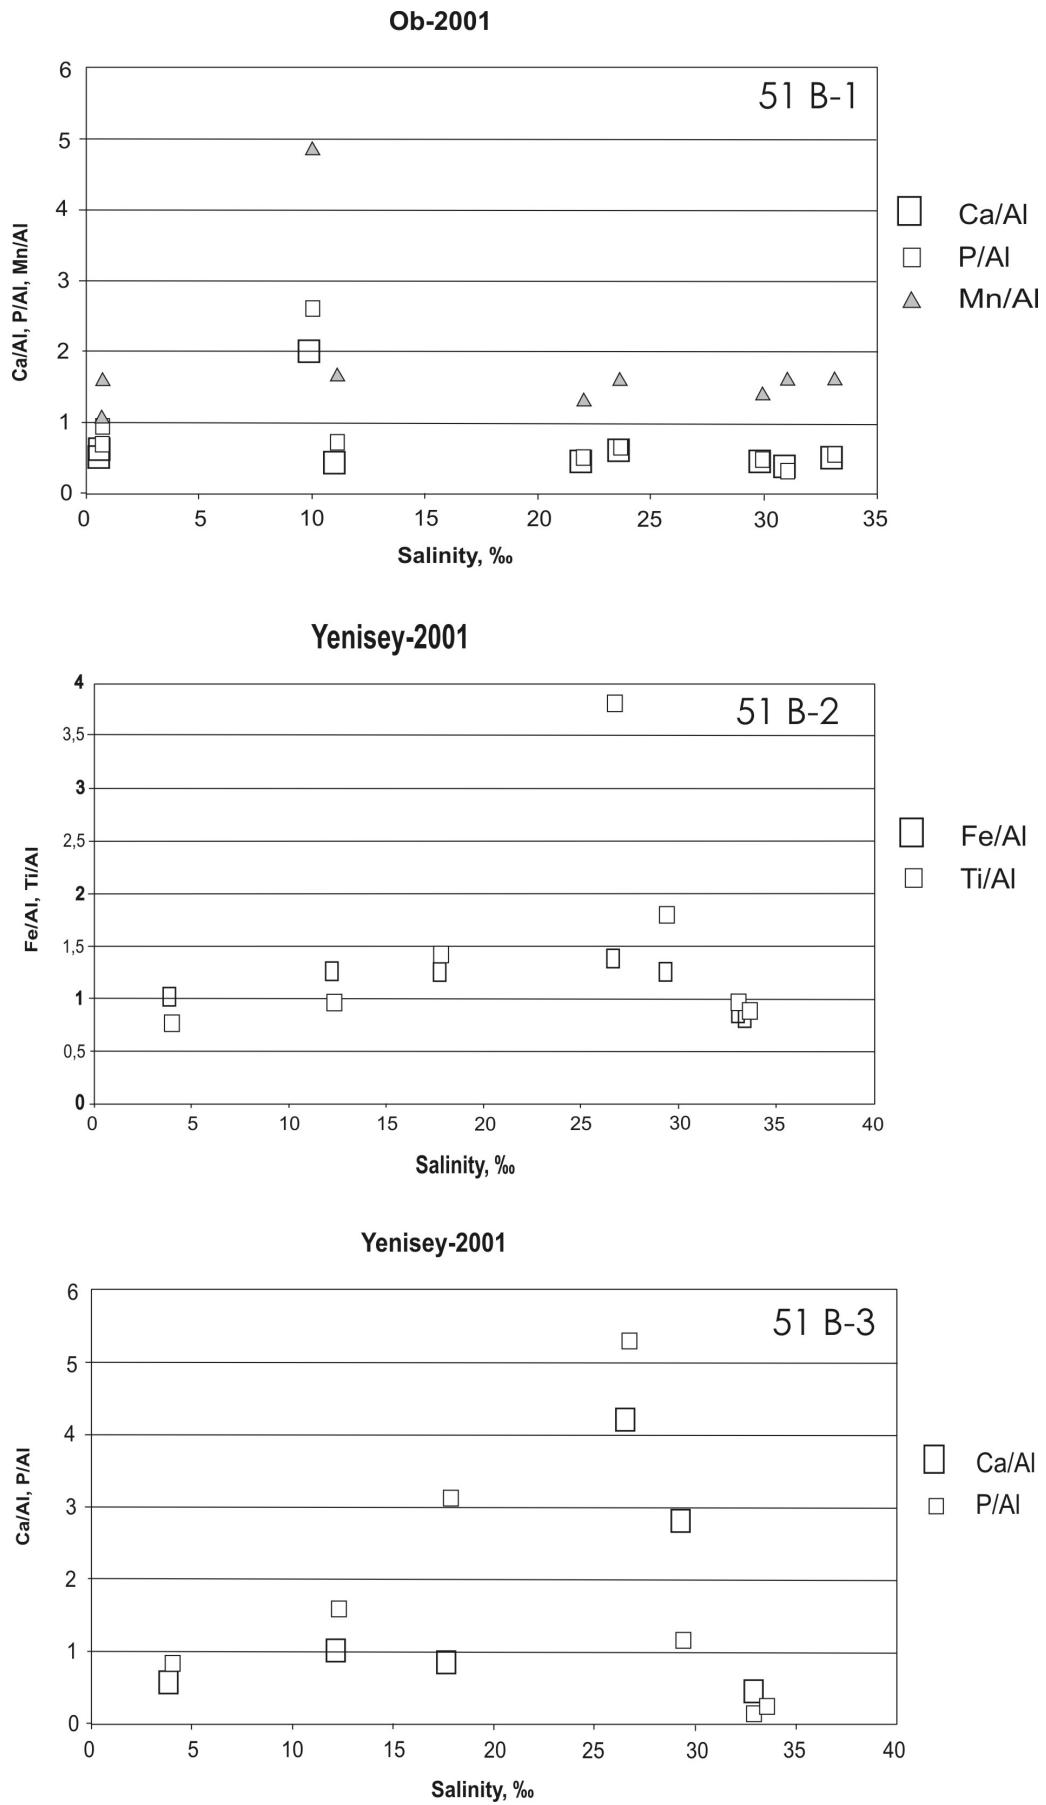 Ob-2001
51 B-1
6
5
4
3
2
1
0
Ca/Al, P/Al, Mn/Al
0 5 10 15 20 25 30 35
Salinity, ‰
Ca/Al
P/Al
Mn/Al
Yenisey-2001
51 B-2
4
3,5
3
2,5
2
1,5
1
0,5
0
Fe/Al, Ti/Al
0 5 10 15 20 25 30 35 40
Salinity, ‰
Fe/Al
Ti/Al
Yenisey-2001
51 B-3
6
5
4
3
2
1
0
Ca/Al, P/Al
0 5 10 15 20 25 30 35 40
Salinity, ‰
Ca/Al
P/Al